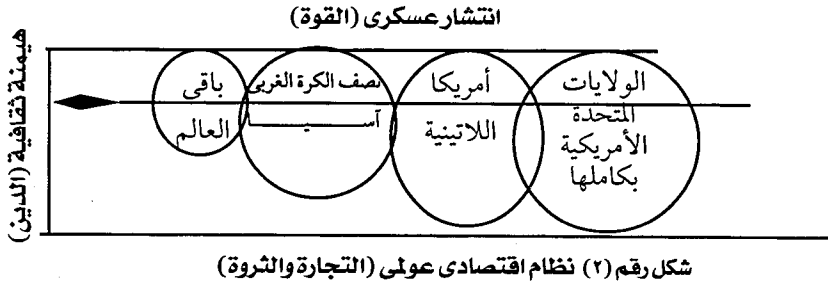 انتشار عسكرى (القوة)
هيمنة ثقافية (الدين)
الولايات
المتحدة
الأمريكية
بكاملها
أمريكا
اللاتينية
نصف الكرة الغربى
آسيـــــــا
باقى
العالم
شكل رقم (٢) نظام اقتصادى عولمى (التجارة والثروة)